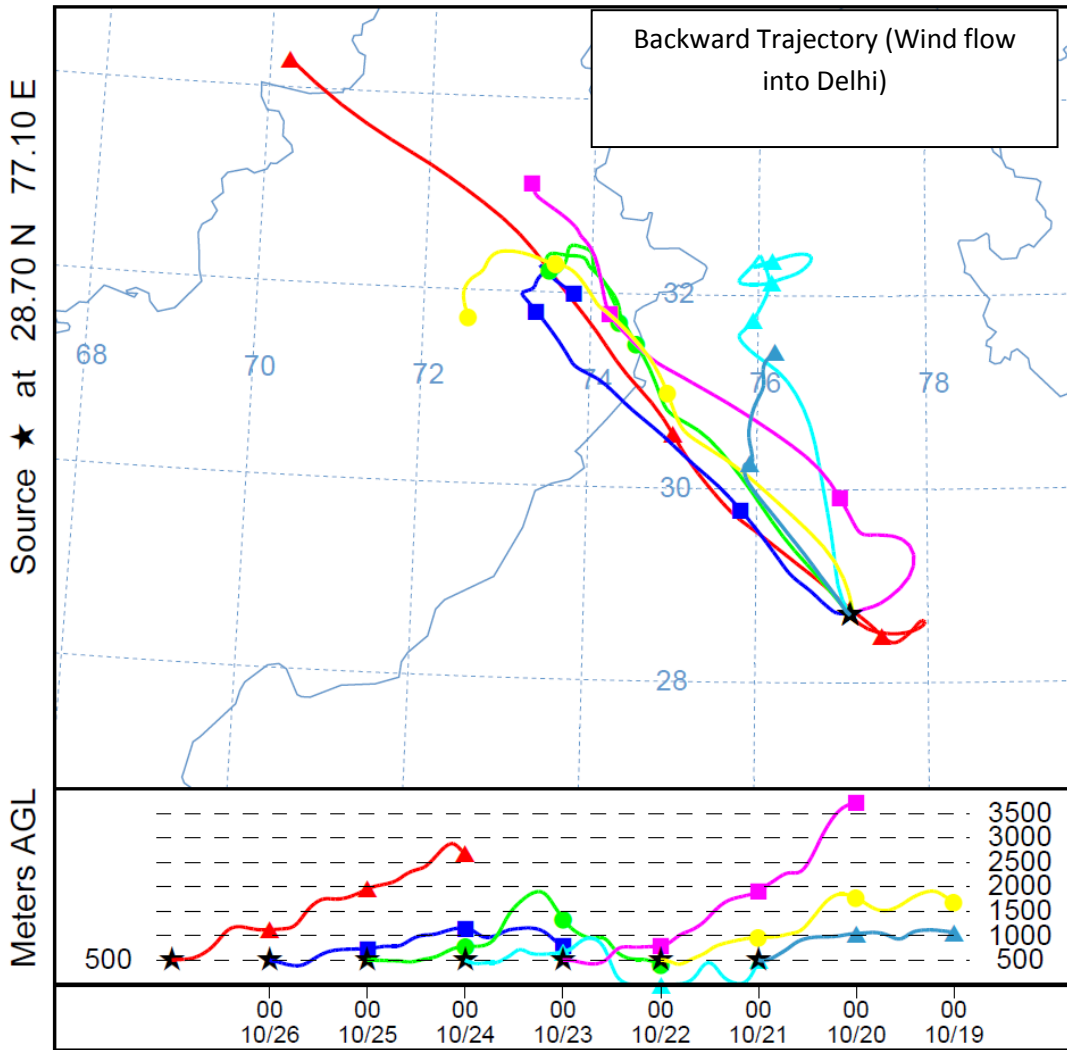 Backward Trajectory (Wind flow
into Delhi)
Source ★ at 28.70 N 77.10 E
32
68
70
72
74
76
78
30
28
Meters AGL
3500
3000
2500
2000
1500
1000
500
500
00 00 00 00 00 00 00 00
10/26 10/25 10/24 10/23 10/22 10/21 10/20 10/19